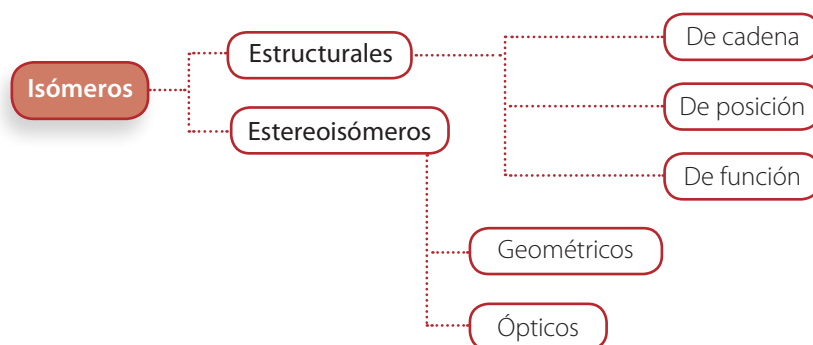 Isómeros
Estructurales
De cadena
De posición
De función
Estereoisómeros
Geométricos
Ópticos